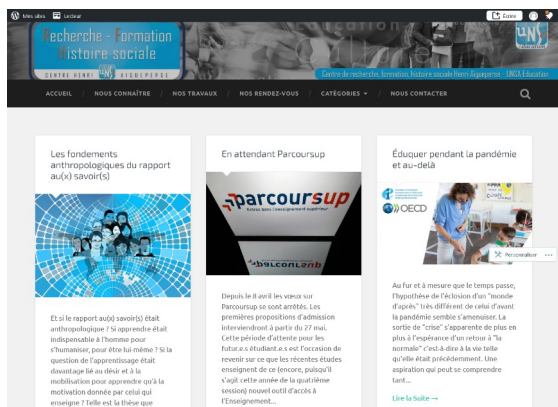 Mes sites Lecteur Écrire
Recherche - Formation
Histoire sociale
CENTRE HENRI UNSA AIGUEPERSE
Centre de recherche, formation, histoire sociale Henri Aigueperse - UNSA Education
ACCUEIL / NOUS CONNAÎTRE / NOS TRAVAUX / NOS RENDEZ-VOUS / CATÉGORIES / NOUS CONTACTER
Les fondements
anthropologiques du rapport
au(x) savoir(s)
Et si le rapport au(x) savoir(s) était
anthropologique ? Si apprendre était
indispensable à l'homme pour
s'humaniser, pour être lui-même ? Si la
question de l'apprentissage était
davantage lié au désir et à la
mobilisation pour apprendre qu'à la
motivation donnée par celui qui
enseigne ? Telle est la thèse que
En attendant Parcoursup
parcoursup
Entrez dans l'enseignement supérieur
Depuis le 8 avril les vœux sur
Parcoursup se sont arrêtés. Les
premières propositions d'admission
interviendront à partir du 27 mai.
Cette période d'attente pour les
futur.e.s étudiant.e.s est l'occasion de
revenir sur ce que les récentes études
enseignent de ce (encore, puisqu'il
s'agit cette année de la quatrième
session) nouvel outil d'accès à
l'Enseignement...
Éduquer pendant la pandémie
et au-delà
OECD
Personnaliser
Au fur et à mesure que le temps passe,
l'hypothèse de l'éclosion d'un "monde
d'après" très différent de celui d'avant
la pandémie semble s'amenuiser. La
sortie de "crise" s'apparente de plus en
plus à l'espérance d'un retour à "la
normale" c'est-à-dire à la vie telle
qu'elle était précédemment. Une
aspiration qui peut se comprendre
tant...
Lire la Suite →